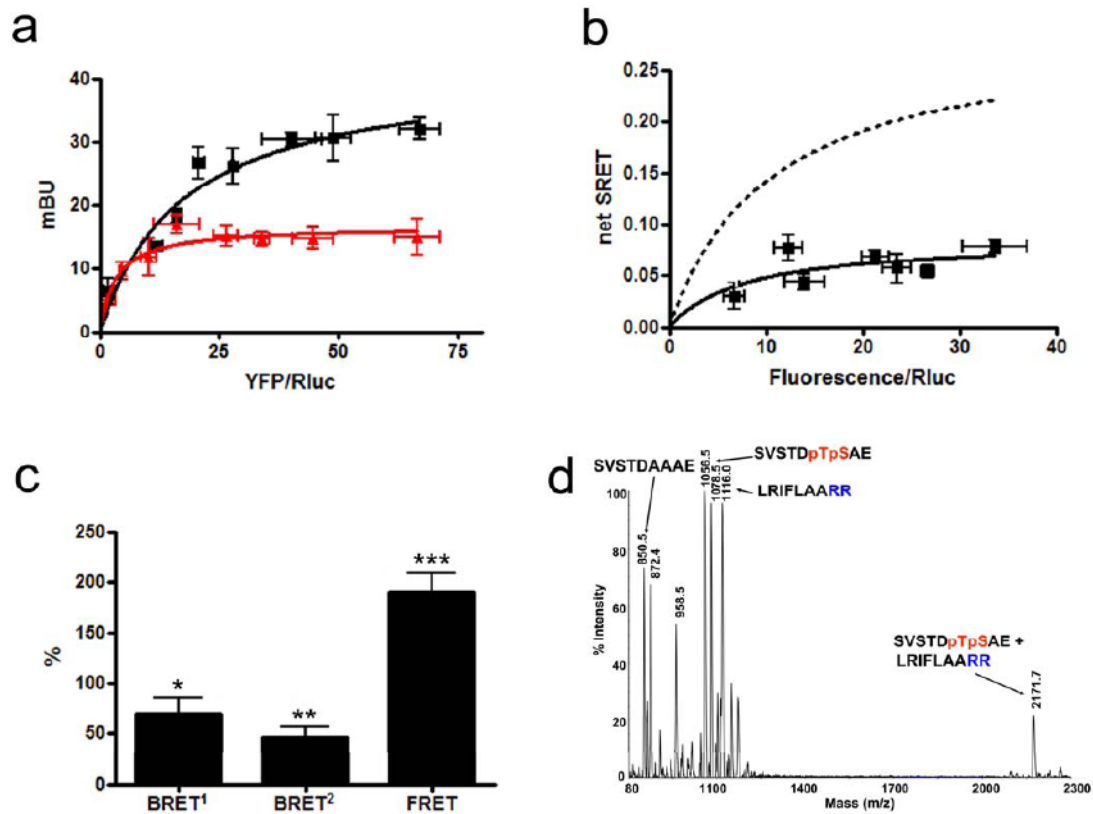 a
40
30
20
10
0
mBU
0 25 50 75
YFP/Rluc
b
0.25
0.20
0.15
0.10
0.05
0.00
net SRET
0 10 20 30 40
Fluorescence/Rluc
c
250
200
150
100
50
0
%
*
**
***
BRET¹ BRET² FRET
d
SVSTDAAAE
SVSTDpTpSAE
LRIFLAARR
100
80
60
40
20
0
% Intensity
850.5
872.4
958.5
1056.5
1078.5
1116.0
SVSTDpTpSAE +
LRIFLAARR
2171.7
80 1100 1400 1700 2000 2300
Mass (m/z)